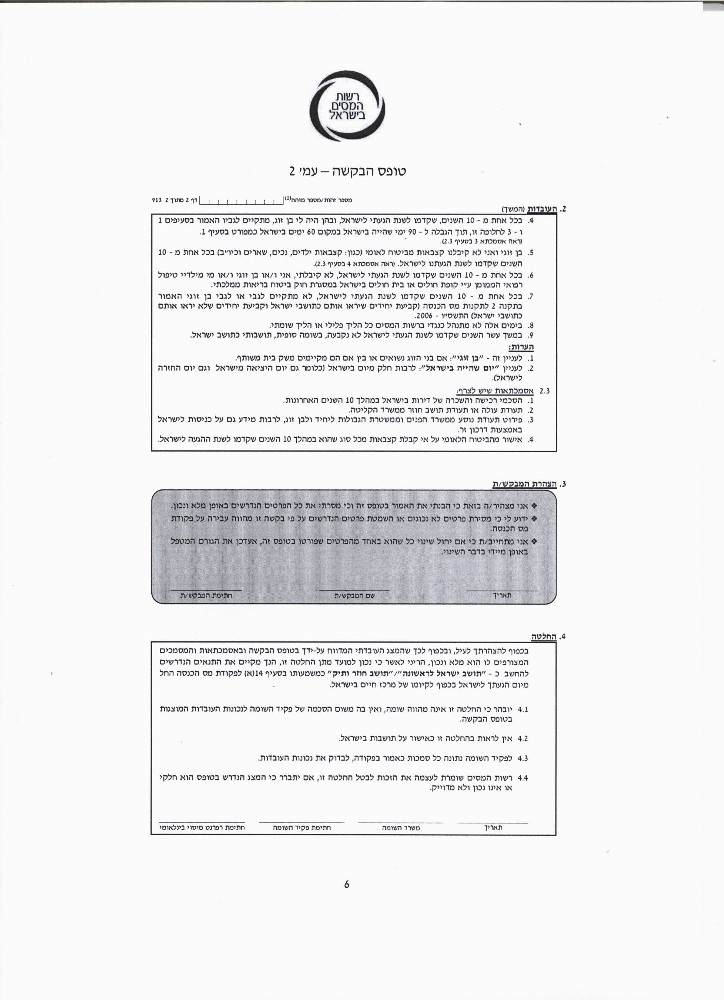 רשות
המסים
בישראל
טופס הבקשה – עמ' 2
מספר זהות/מספר מזהה(1) דף 2 מתוך 2 913
2. העובדות (המשך)
4. בכל אחת מ - 10 השנים, שקדמו לשנת הגעתי לישראל, ובהן היה לי בן זוג, מתקיים לגביו האמור בסעיפים 1
ו - 3 לחלופה זו, תוך הגבלה ל - 90 ימי שהייה בישראל במקום 60 ימים בישראל כמפורט בסעיף 1.
(ראה אסמכתא 3 בסעיף 2.3).
5. בן זוגי ואני לא קיבלנו קצבאות מביטוח לאומי (כגון: קצבאות ילדים, נכים, שארים וכיו"ב) בכל אחת מ - 10
השנים שקדמו לשנת הגעתנו לישראל. (ראה אסמכתא 4 בסעיף 2.3).
6. בכל אחת מ - 10 השנים שקדמו לשנת הגעתי לישראל, לא קיבלתי, אני ו/או בן זוגי ו/או מי מילדיי טיפול
רפואי הממומן ע"י קופת חולים או בית חולים בישראל במסגרת חוק ביטוח בריאות ממלכתי.
7. בכל אחת מ - 10 השנים שקדמו לשנת הגעתי לישראל, לא מתקיים לגבי או לגבי בן זוגי האמור
בתקנה 2 לתקנות מס הכנסה (קביעת יחידים שיראו אותם כתושבי ישראל וקביעת יחידים שלא יראו אותם
כתושבי ישראל) התשס"ו - 2006.
8. בימים אלה לא מתנהל כנגדי ברשות המסים כל הליך פלילי או הליך שומתי.
9. במשך עשר השנים שקדמו לשנת הגעתי לישראל לא נקבעה, בשומה סופית, תושבותי כתושב ישראל.
הערות:
1. לעניין זה - "בן זוגי": אם בני הזוג נשואים או בין אם הם מקיימים משק בית משותף.
2. לעניין "יום שהייה בישראל": לרבות חלק מיום בישראל (כלומר גם יום היציאה מישראל וגם יום החזרה
לישראל).
2.3 אסמכתאות שיש לצרף:
1. הסכמי רכישה והשכרה של דירות בישראל במהלך 10 השנים האחרונות.
2. תעודת עולה או תעודת תושב חוזר ממשרד הקליטה.
3. פירוט תעודת נוסע ממשרד הפנים וממשטרת הגבולות ליחיד ולבן זוג, לרבות מידע גם על כניסות לישראל
באמצעות דרכון זר.
4. אישור מהביטוח הלאומי על אי קבלת קצבאות מכל סוג שהוא במהלך 10 השנים שקדמו לשנת ההגעה לישראל.
3. הצהרת המבקש/ת
❖ אני מצהיר/ה בזאת כי הבנתי את האמור בטופס זה וכי מסרתי את כל הפרטים הנדרשים באופן מלא ונכון.
❖ ידוע לי כי מסירת פרטים לא נכונים או השמטת פרטים הנדרשים על פי בקשה זו מהווה עבירה על פקודת
מס הכנסה.
❖ אני מתחייב/ת כי אם יחול שינוי כל שהוא באחד מהפרטים שפורטו בטופס זה, אעדכן את הגורם המטפל
באופן מיידי בדבר השינוי.
תאריך שם המבקש/ת חתימת המבקש/ת
4. החלטה
בכפוף להצהרתך לעיל, ובכפוף לכך שהמצג העובדתי המדווח על-ידך בטופס הבקשה ובאסמכתאות והמסמכים
המצורפים לו הוא מלא ונכון, הריני לאשר כי נכון למועד מתן החלטה זו, הנך מקיים את התנאים הנדרשים
להחשב כ - "תושב ישראל לראשונה"/"תושב חוזר ותיק" כמשמעותו בסעיף 14(א) לפקודת מס הכנסה החל
מיום הגעתך לישראל בכפוף לקיומו של מרכז חיים בישראל.
4.1 יובהר כי החלטה זו אינה מהווה שומה, ואין בה משום הסכמה של פקיד השומה לנכונות העובדות המוצגות
בטופס הבקשה.
4.2 אין לראות בהחלטה זו כאישור על תושבות בישראל.
4.3 לפקיד השומה נתונה כל סמכות כאמור בפקודה, לבדוק את נכונות העובדות.
4.4 רשות המסים שומרת לעצמה את הזכות לבטל החלטה זו, אם יתברר כי המצג הנדרש בטופס הוא חלקי
או אינו נכון ולא מדוייק.
תאריך משרד השומה חתימת פקיד השומה חתימת רפרנט מיסוי בינלאומי
6